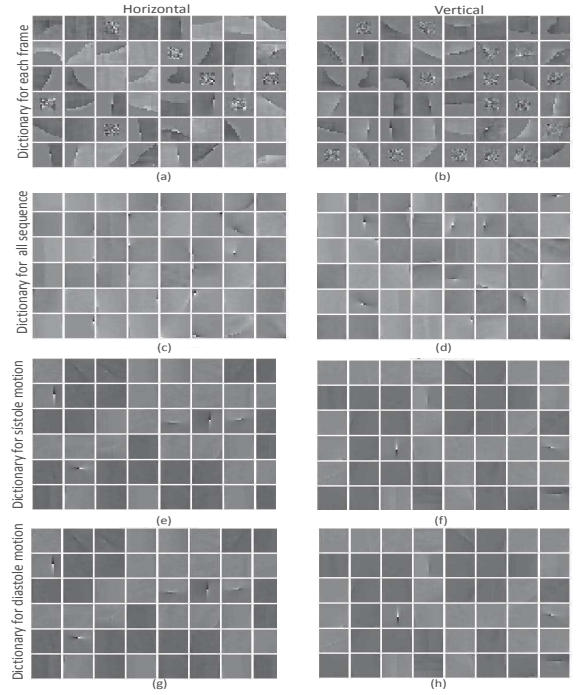 Horizontal
Vertical
Dictionary for each frame
(a)
(b)
Dictionary for all sequence
(c)
(d)
Dictionary for sistole motion
(e)
(f)
Dictionary for diastole motion
(g)
(h)